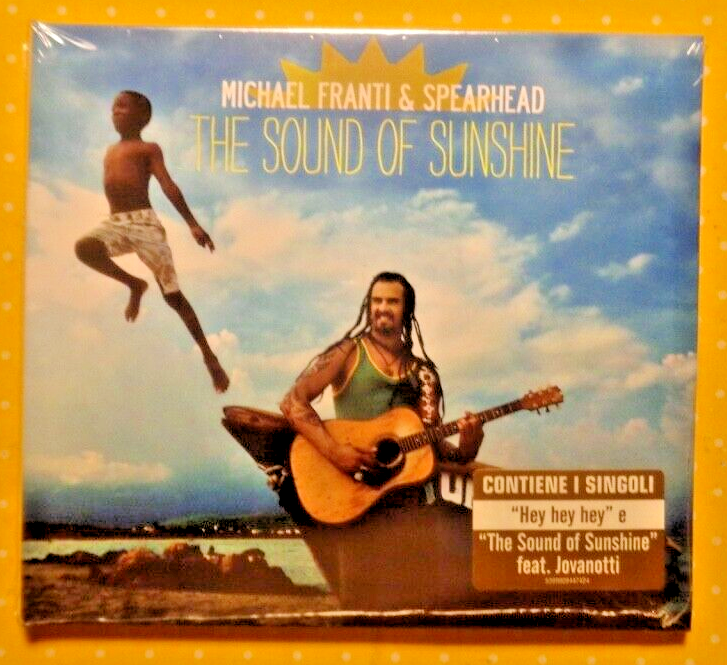 MICHAEL FRANTI & SPEARHEAD
THE SOUND OF SUNSHINE
CONTIENE I SINGOLI
"Hey hey hey" e
"The Sound of Sunshine"
feat. Jovanotti